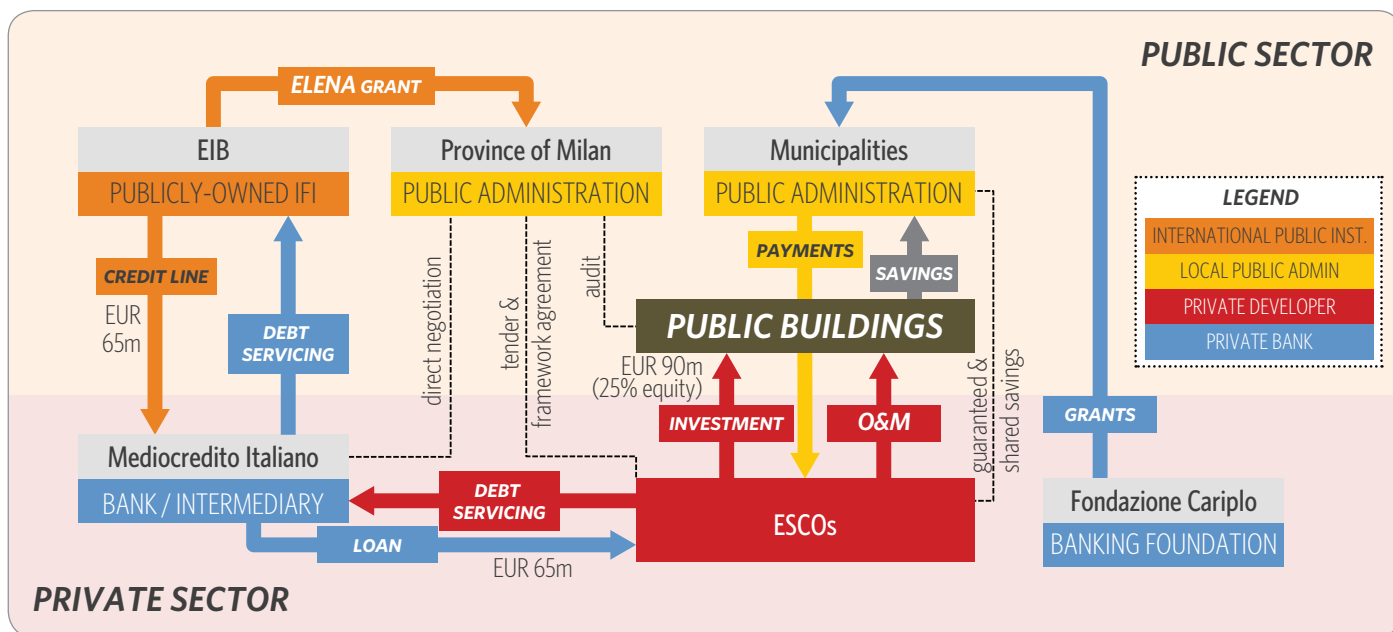 PUBLIC SECTOR
ELENA GRANT
EIB
PUBLICLY-OWNED IFI
Province of Milan
PUBLIC ADMINISTRATION
Municipalities
PUBLIC ADMINISTRATION
LEGEND
INTERNATIONAL PUBLIC INST.
LOCAL PUBLIC ADMIN
PRIVATE DEVELOPER
PRIVATE BANK
CREDIT LINE
EUR
65m
DEBT
SERVICING
direct negotiation
tender &
framework agreement
audit
PAYMENTS
SAVINGS
PUBLIC BUILDINGS
EUR 90m
(25% equity)
INVESTMENT
O&M
guaranteed &
shared savings
GRANTS
Mediocredito Italiano
BANK / INTERMEDIARY
DEBT
SERVICING
LOAN
EUR 65m
ESCOs
Fondazione Cariplo
BANKING FOUNDATION
PRIVATE SECTOR